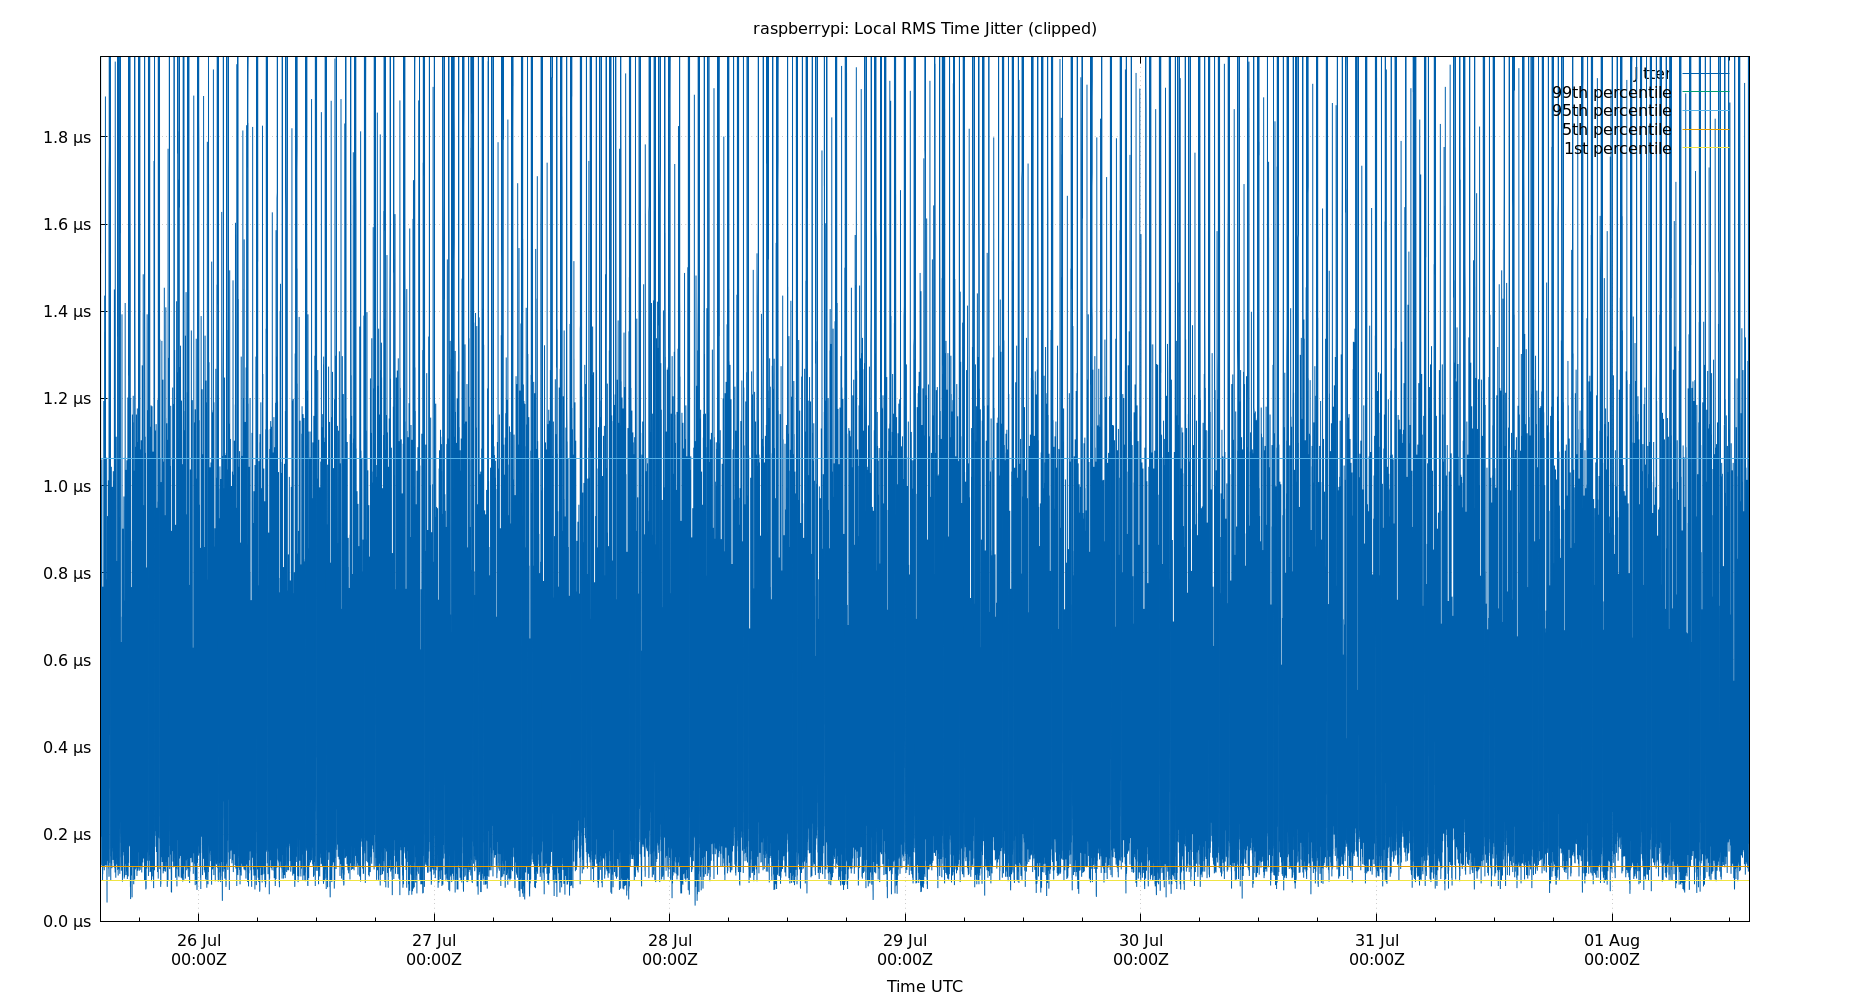 raspberrypi: Local RMS Time Jitter (clipped)
jitter
99th percentile
95th percentile
5th percentile
1st percentile
1.8 µs
1.6 µs
1.4 µs
1.2 µs
1.0 µs
0.8 µs
0.6 µs
0.4 µs
0.2 µs
0.0 µs
26 Jul 27 Jul 28 Jul 29 Jul 30 Jul 31 Jul 01 Aug
00:00Z 00:00Z 00:00Z 00:00Z 00:00Z 00:00Z 00:00Z
Time UTC